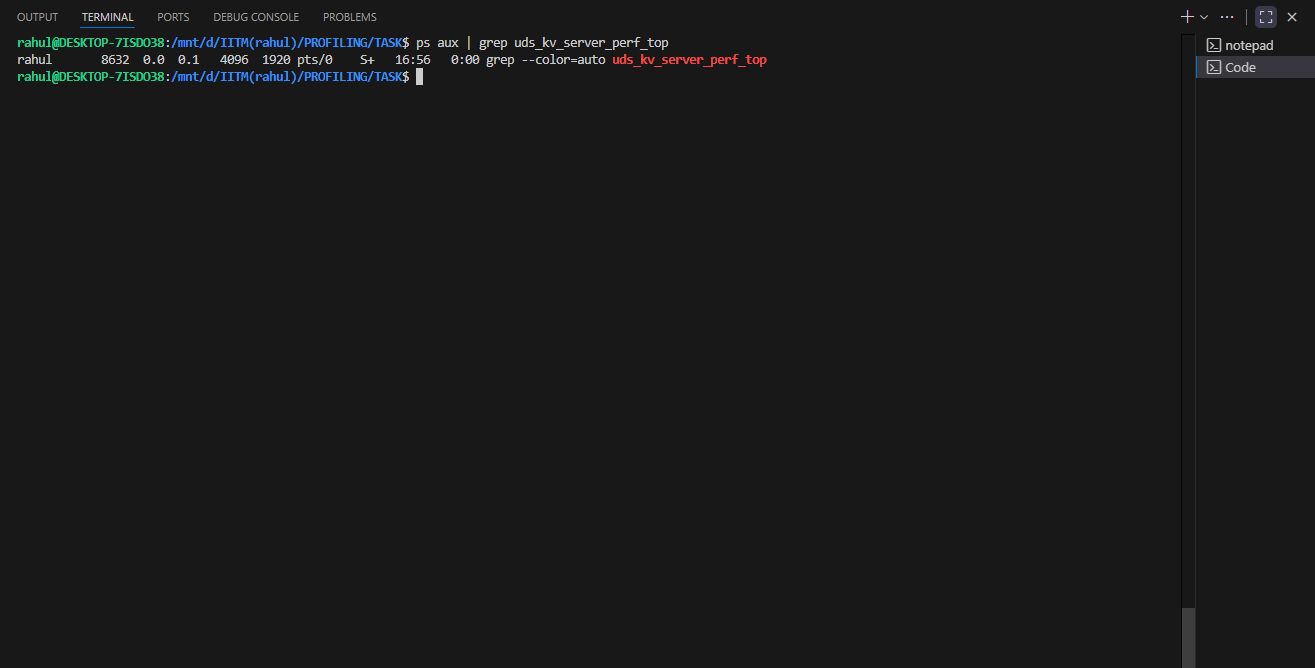 OUTPUT TERMINAL PORTS DEBUG CONSOLE PROBLEMS
rahul@DESKTOP-7ISDO38:/mnt/d/IITM(rahul)/PROFILING/TASK$ ps aux | grep uds_kv_server_perf_top
rahul 8632 0.0 0.1 4096 1920 pts/0 S+ 16:56 0:00 grep --color=auto uds_kv_server_perf_top
rahul@DESKTOP-7ISDO38:/mnt/d/IITM(rahul)/PROFILING/TASK$
notepad
Code